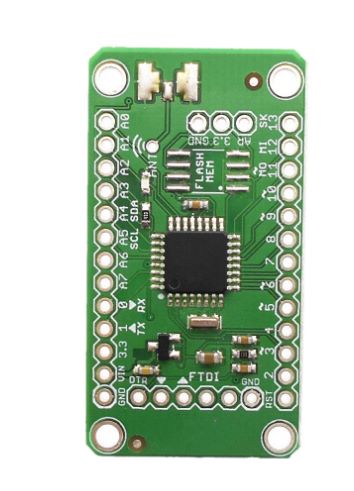 A0
A1
A2
A3
A4
A5
A6
A7
SCL SDA
0 RX
1 TX
3.3
VIN
GND
ANT
GND
3.3
AR
FLASH
MEM
SK
13
MI
12
MO
11
~
10
~
9
8
7
~
6
~
5
4
~
3
2
RST
DTR
FTDI
GND